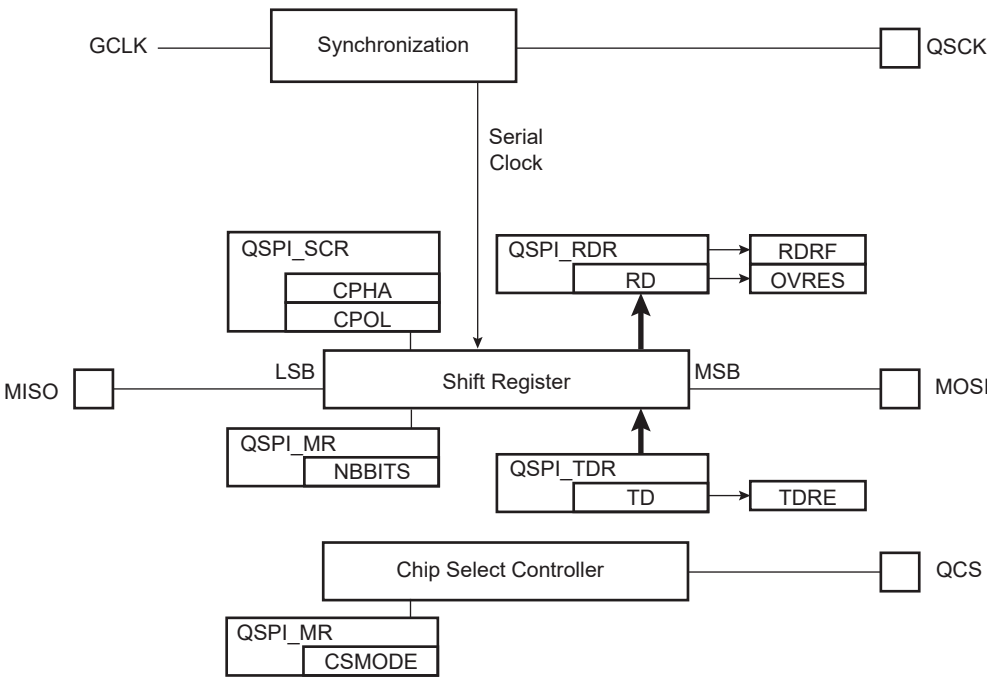 GCLK
Synchronization
QSCK
Serial
Clock
QSPI_SCR
CPHA
CPOL
QSPI_RDR
RD
RDRF
OVRES
MISO
LSB
Shift Register
MSB
MOSI
QSPI_MR
NBBITS
QSPI_TDR
TD
TDRE
Chip Select Controller
QCS
QSPI_MR
CSMODE